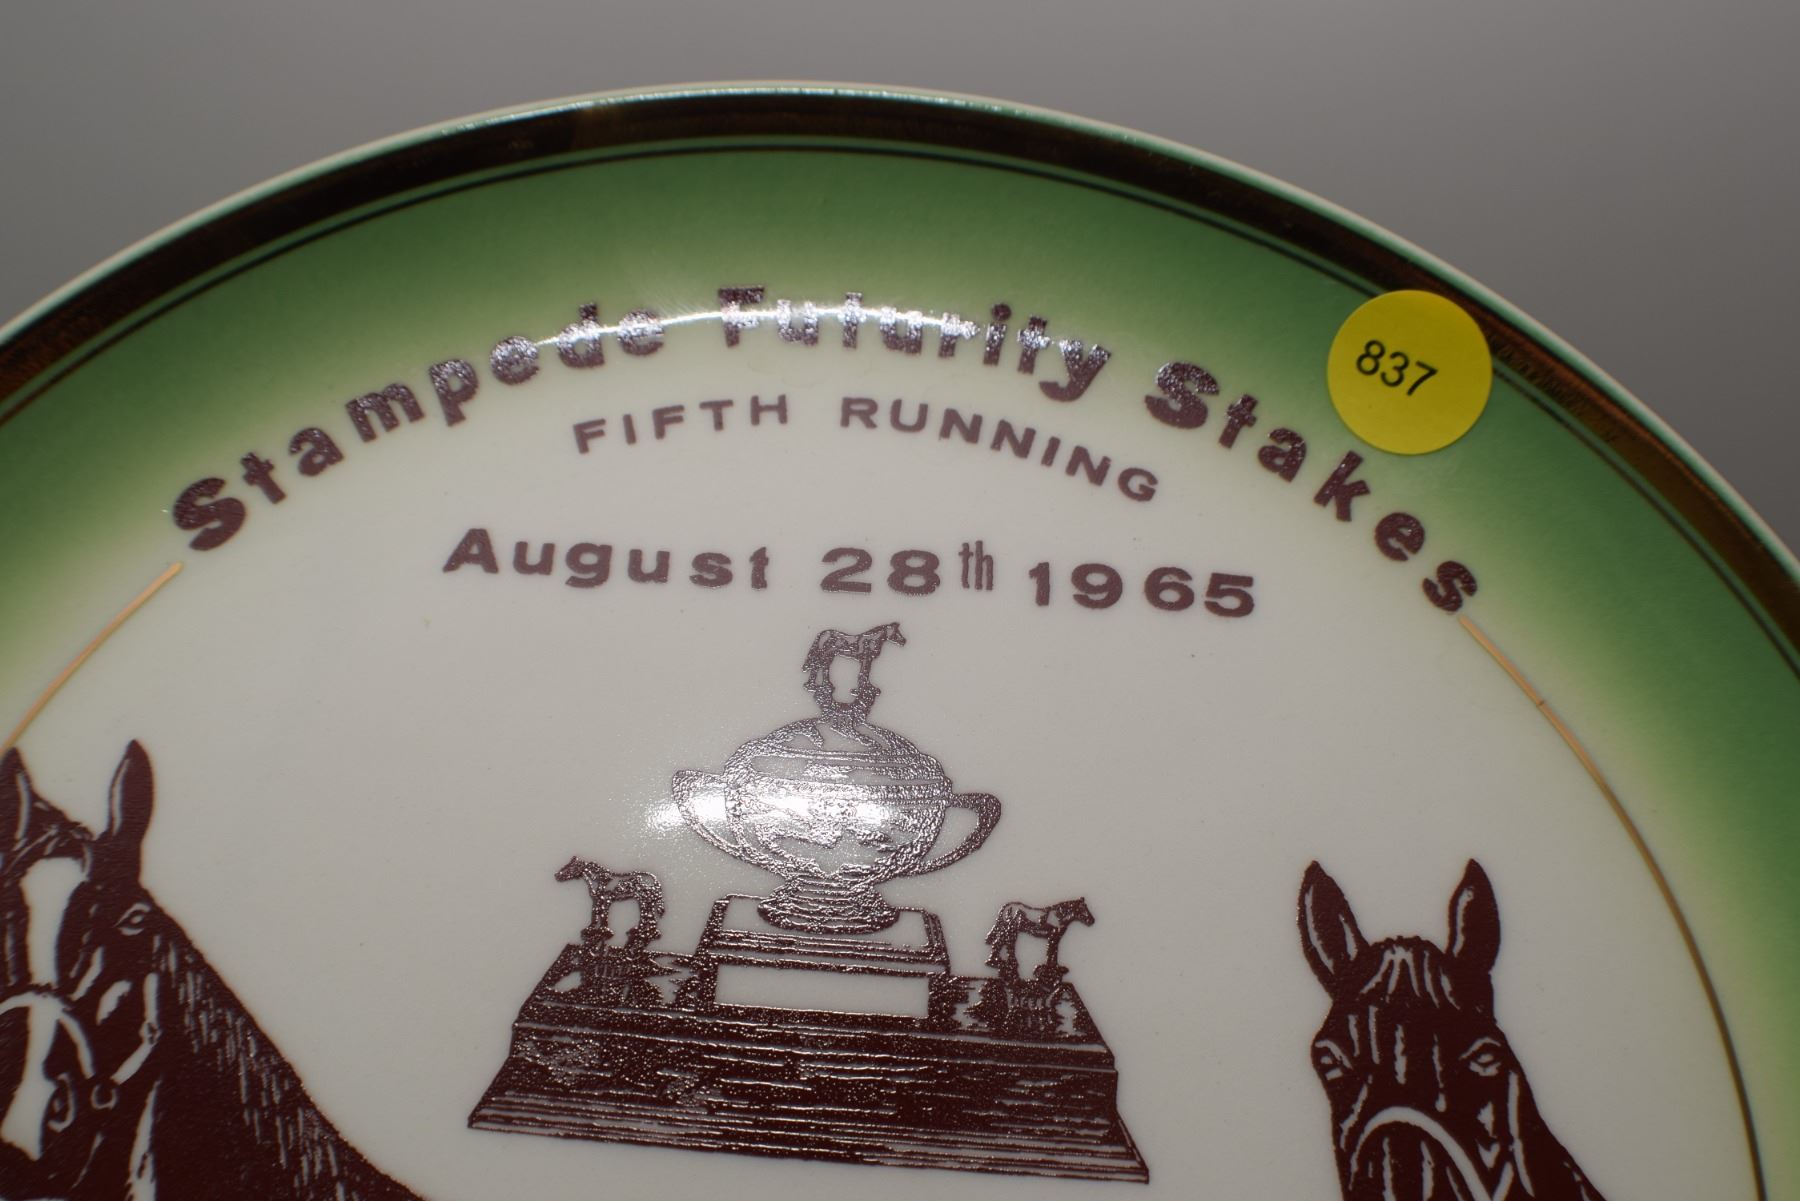 Stampede Futurity Stakes
FIFTH RUNNING
August 28th 1965
837